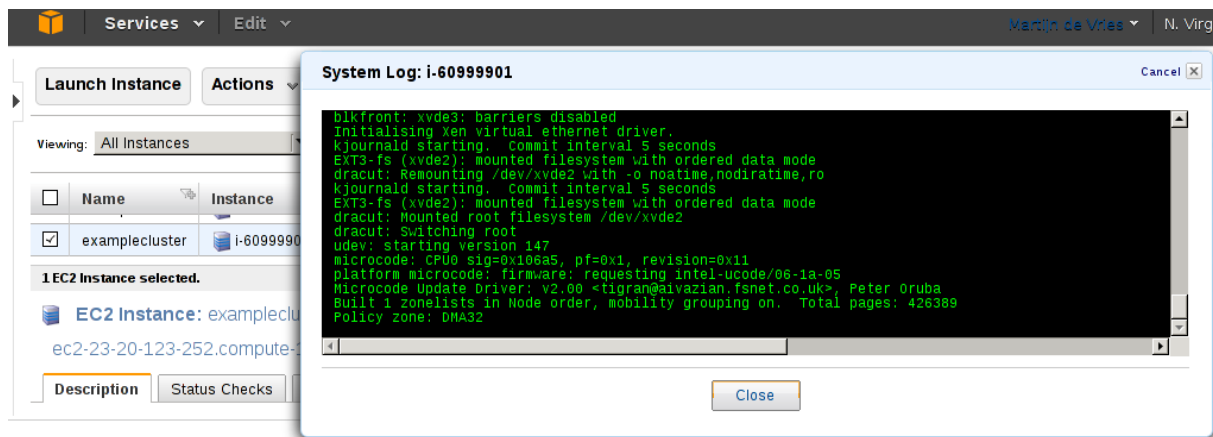 Services Edit Martijn de Vries N. Virg
Launch Instance Actions
Viewing: All Instances
Name Instance
examplecluster i-6099990
1 EC2 Instance selected.
EC2 Instance: exampleclu
ec2-23-20-123-252.compute-1
Description Status Checks
System Log: i-60999901
Cancel
blkfront: xvde3: barriers disabled
Initialising Xen virtual ethernet driver.
kjournald starting. Commit interval 5 seconds
EXT3-fs (xvde2): mounted filesystem with ordered data mode
dracut: Remounting /dev/xvde2 with -o noatime,nodiratime,ro
kjournald starting. Commit interval 5 seconds
EXT3-fs (xvde2): mounted filesystem with ordered data mode
dracut: Mounted root filesystem /dev/xvde2
dracut: Switching root
udev: starting version 147
microcode: CPU0 sig=0x106a5, pf=0x1, revision=0x11
platform microcode: firmware: requesting intel-ucode/06-1a-05
Microcode Update Driver: v2.00 <tigran@aivazian.fsnet.co.uk>, Peter Oruba
Built 1 zonelists in Node order, mobility grouping on. Total pages: 426389
Policy zone: DMA32
Close